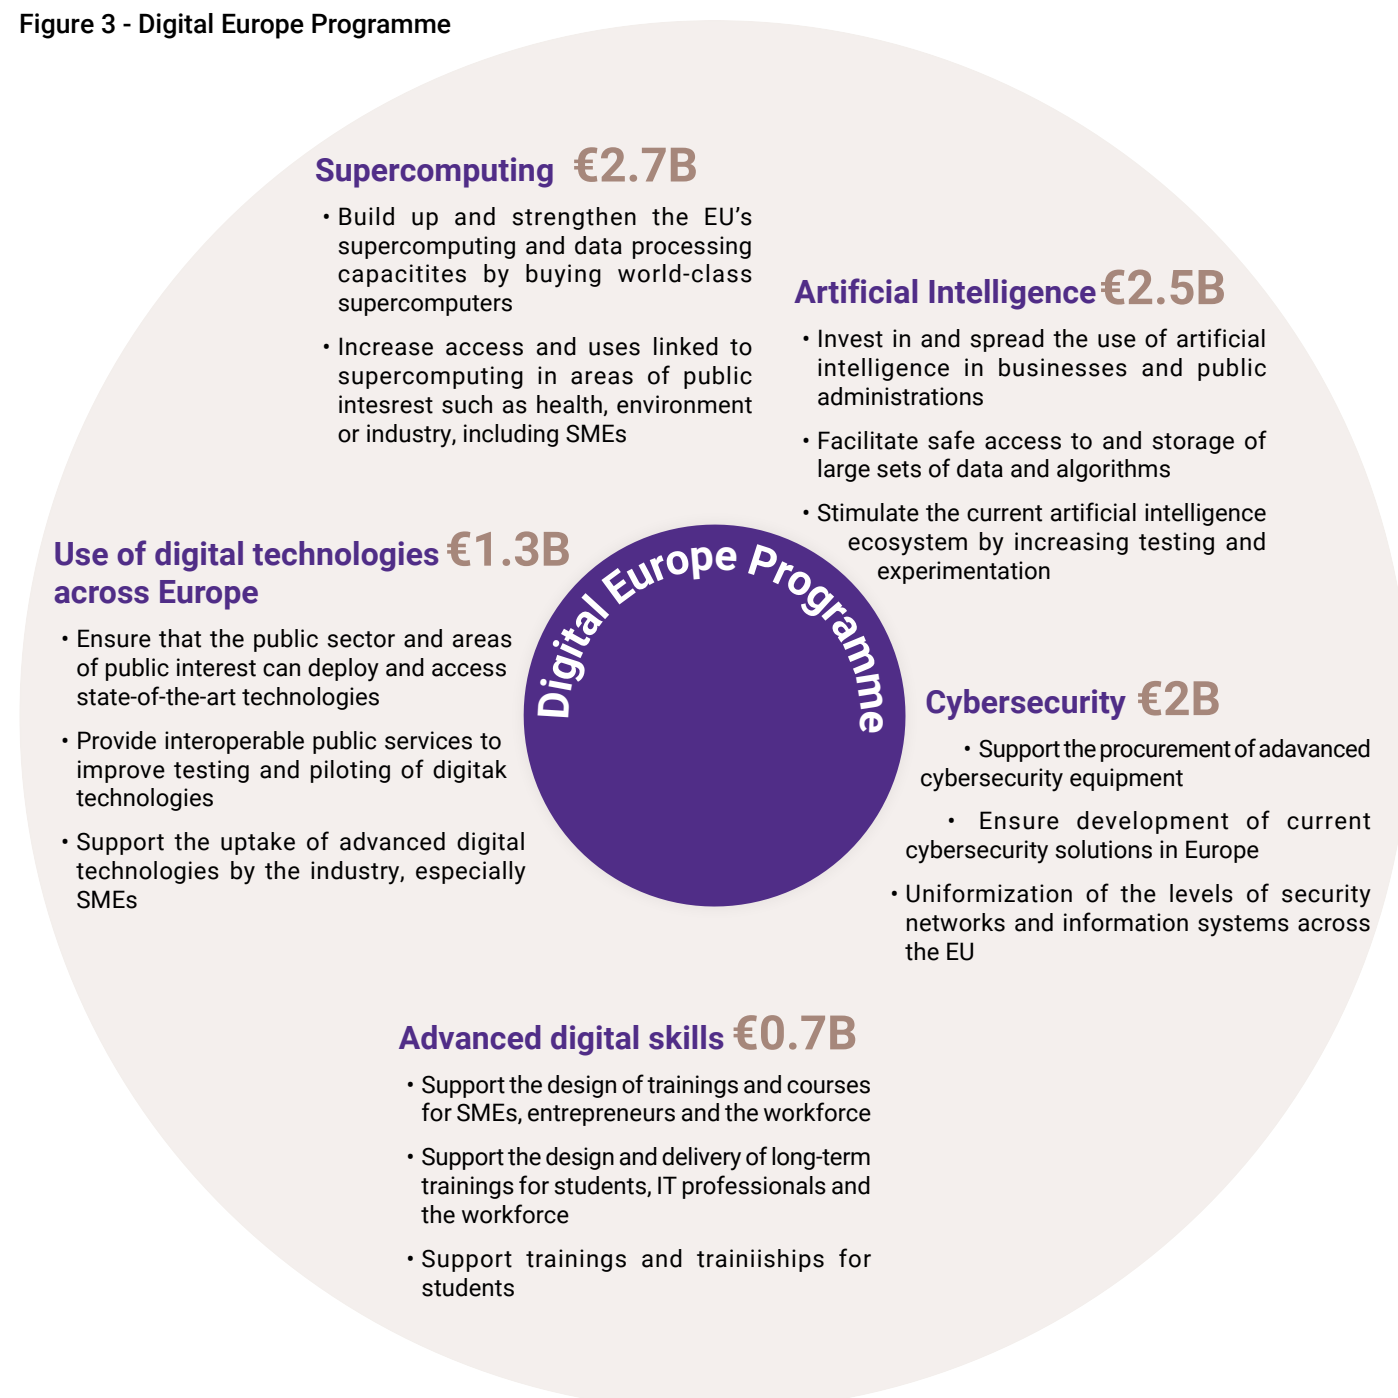 Figure 3 - Digital Europe Programme
Supercomputing €2.7B
• Build up and strengthen the EU’s
supercomputing and data processing
capacitites by buying world-class
supercomputers
• Increase access and uses linked to
supercomputing in areas of public
intesrest such as health, environment
or industry, including SMEs
Artificial Intelligence €2.5B
• Invest in and spread the use of artificial
intelligence in businesses and public
administrations
• Facilitate safe access to and storage of
large sets of data and algorithms
• Stimulate the current artificial intelligence
ecosystem by increasing testing and
experimentation
Use of digital technologies €1.3B
across Europe
• Ensure that the public sector and areas
of public interest can deploy and access
state-of-the-art technologies
• Provide interoperable public services to
improve testing and piloting of digitak
technologies
• Support the uptake of advanced digital
technologies by the industry, especially
SMEs
Digital Europe Programme
Cybersecurity €2B
• Support the procurement of adavanced
cybersecurity equipment
• Ensure development of current
cybersecurity solutions in Europe
• Uniformization of the levels of security
networks and information systems across
the EU
Advanced digital skills €0.7B
• Support the design of trainings and courses
for SMEs, entrepreneurs and the workforce
• Support the design and delivery of long-term
trainings for students, IT professionals and
the workforce
• Support trainings and trainiiships for
students